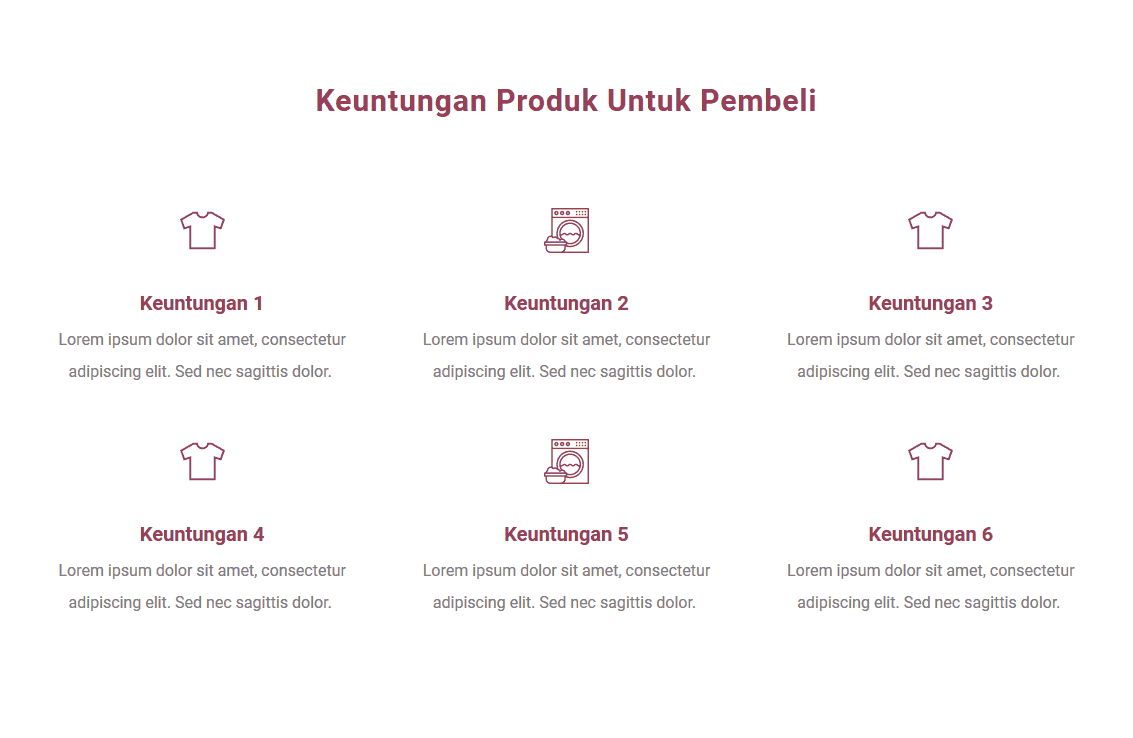 Keuntungan Produk Untuk Pembeli
Keuntungan 1
Lorem ipsum dolor sit amet, consectetur
adipiscing elit. Sed nec sagittis dolor.
Keuntungan 2
Lorem ipsum dolor sit amet, consectetur
adipiscing elit. Sed nec sagittis dolor.
Keuntungan 3
Lorem ipsum dolor sit amet, consectetur
adipiscing elit. Sed nec sagittis dolor.
Keuntungan 4
Lorem ipsum dolor sit amet, consectetur
adipiscing elit. Sed nec sagittis dolor.
Keuntungan 5
Lorem ipsum dolor sit amet, consectetur
adipiscing elit. Sed nec sagittis dolor.
Keuntungan 6
Lorem ipsum dolor sit amet, consectetur
adipiscing elit. Sed nec sagittis dolor.